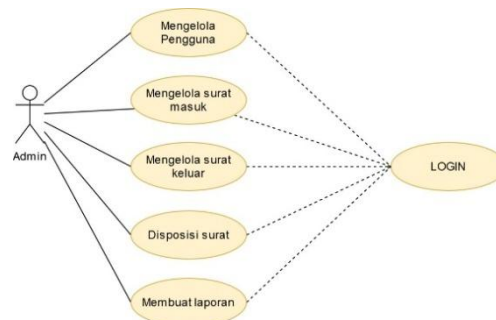 Mengelola
Pengguna
Mengelola surat
masuk
Admin
Mengelola surat
keluar
LOGIN
Disposisi surat
Membuat laporan